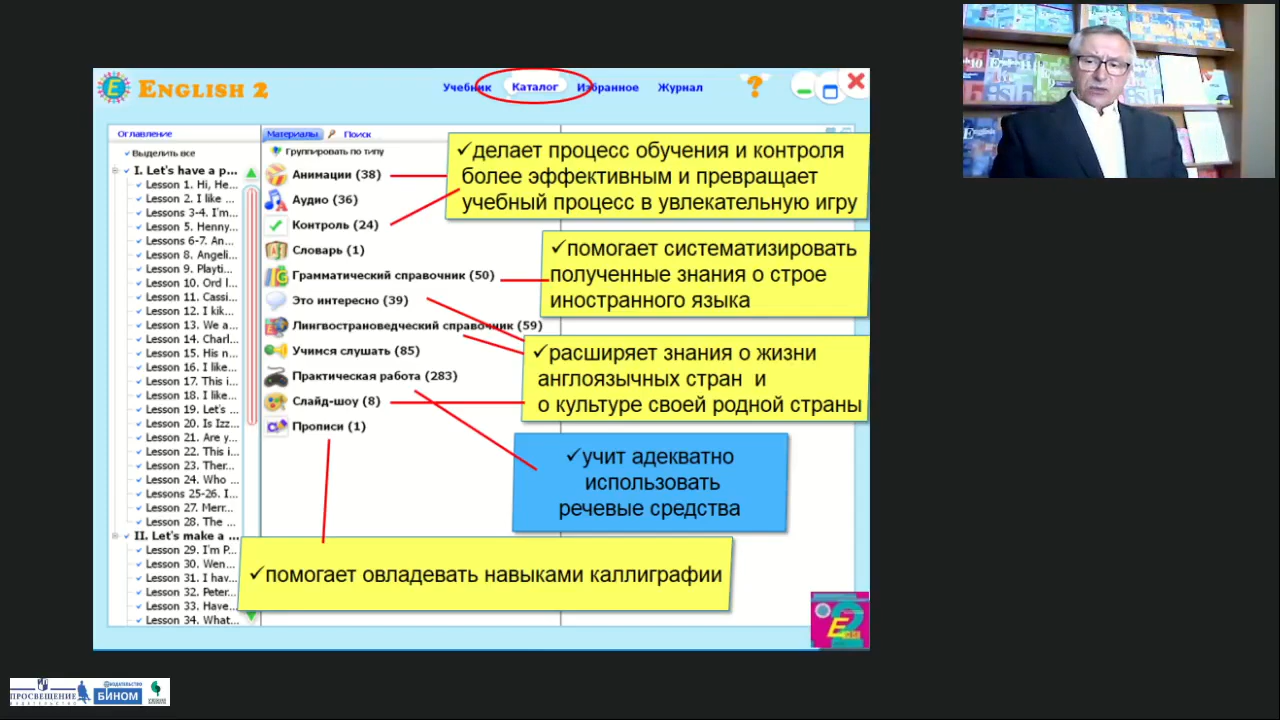 ENGLISH 2
Учебник
Каталог
Избранное
Журнал
?
Оглавление
Материалы
Поиск
Выделить все
Группировать по типу
I. Let's have a p...
Lesson 1. Hi, He...
Lesson 2. I like ...
Lessons 3-4. I'm...
Lesson 5. Henny...
Lessons 6-7. An...
Lesson 8. Angeli...
Lesson 9. Playti...
Lesson 10. Ord l...
Lesson 11. Cassi...
Lesson 12. I kik...
Lesson 13. We a...
Lesson 14. Charl...
Lesson 15. His n...
Lesson 16. I like...
Lesson 17. This i...
Lesson 18. I like...
Lesson 19. Let's ...
Lesson 20. Is Izz...
Lesson 21. Are y...
Lesson 22. This i...
Lesson 23. Ther...
Lesson 24. Who ...
Lessons 25-26. I...
Lesson 27. Merr...
Lesson 28. The ...
II. Let's make a ...
Lesson 29. I'm P...
Lesson 30. Wen...
Lesson 31. I hav...
Lesson 32. Peter...
Lesson 33. Have...
Lesson 34. What...
Анимации (38)
Аудио (36)
Контроль (24)
Словарь (1)
Грамматический справочник (50)
Это интересно (39)
Лингвострановедческий справочник (59)
Учимся слушать (85)
Практическая работа (283)
Слайд-шоу (8)
Прописи (1)
✓делает процесс обучения и контроля
более эффективным и превращает
учебный процесс в увлекательную игру
✓помогает систематизировать
полученные знания о строе
иностранного языка
✓расширяет знания о жизни
англоязычных стран и
о культуре своей родной страны
✓учит адекватно
использовать
речевые средства
✓помогает овладевать навыками каллиграфии
ПРОСВЕЩЕНИЕ
ИЗДАТЕЛЬСТВО
ИЗДАТЕЛЬСТВО
БИНОМ